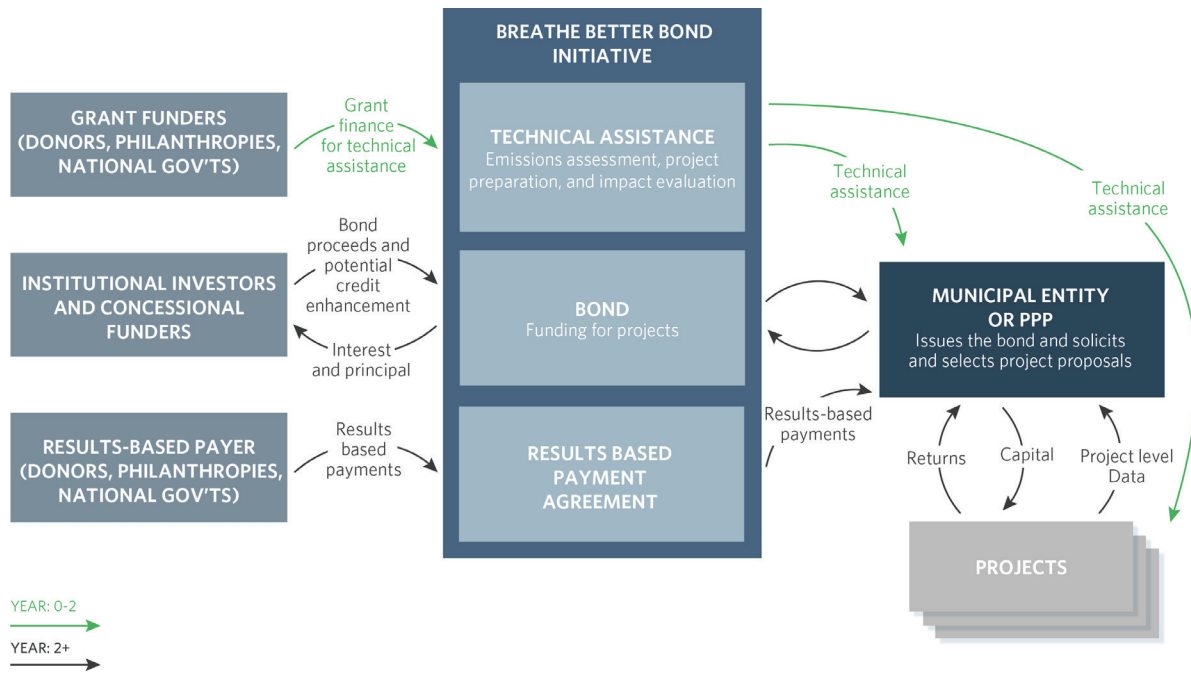 BREATHE BETTER BOND
INITIATIVE
GRANT FUNDERS
(DONORS, PHILANTHROPIES,
NATIONAL GOV'TS)
Grant
finance
for technical
assistance
TECHNICAL ASSISTANCE
Emissions assessment, project
preparation, and impact evaluation
Technical
assistance
Technical
assistance
INSTITUTIONAL INVESTORS
AND CONCESSIONAL
FUNDERS
Bond
proceeds and
potential
credit
enhancement
Interest
and principal
BOND
Funding for projects
MUNICIPAL ENTITY
OR PPP
Issues the bond and solicits
and selects project proposals
RESULTS-BASED PAYER
(DONORS, PHILANTHROPIES,
NATIONAL GOV'TS)
Results
based
payments
RESULTS BASED
PAYMENT
AGREEMENT
Results-based
payments
Returns
Capital
Project level
Data
PROJECTS
YEAR: 0-2
YEAR: 2+